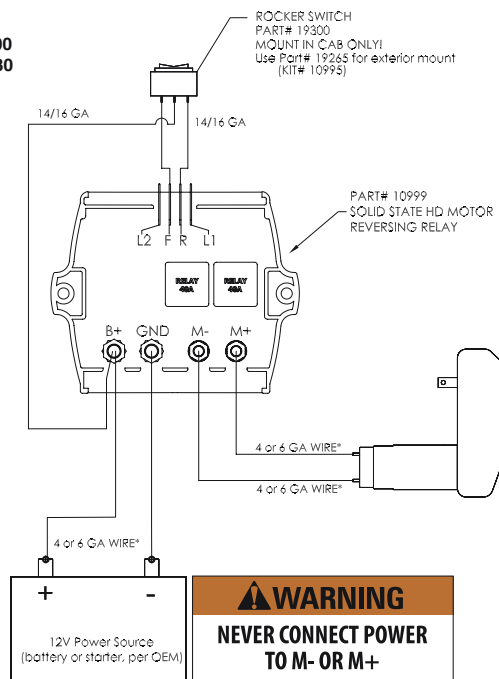 ROCKER SWITCH
PART# 19300
MOUNT IN CAB ONLY!
Use Part# 19265 for exterior mount
(KIT# 10995)
14/16 GA
14/16 GA
PART# 10999
SOLID STATE HD MOTOR
REVERSING RELAY
L2 F R L1
RELAY
40A
RELAY
40A
B+ GND M- M+
4 or 6 GA WIRE*
4 or 6 GA WIRE*
4 or 6 GA WIRE*
+ -
12V Power Source
(battery or starter, per OEM)
WARNING
NEVER CONNECT POWER
TO M- OR M+